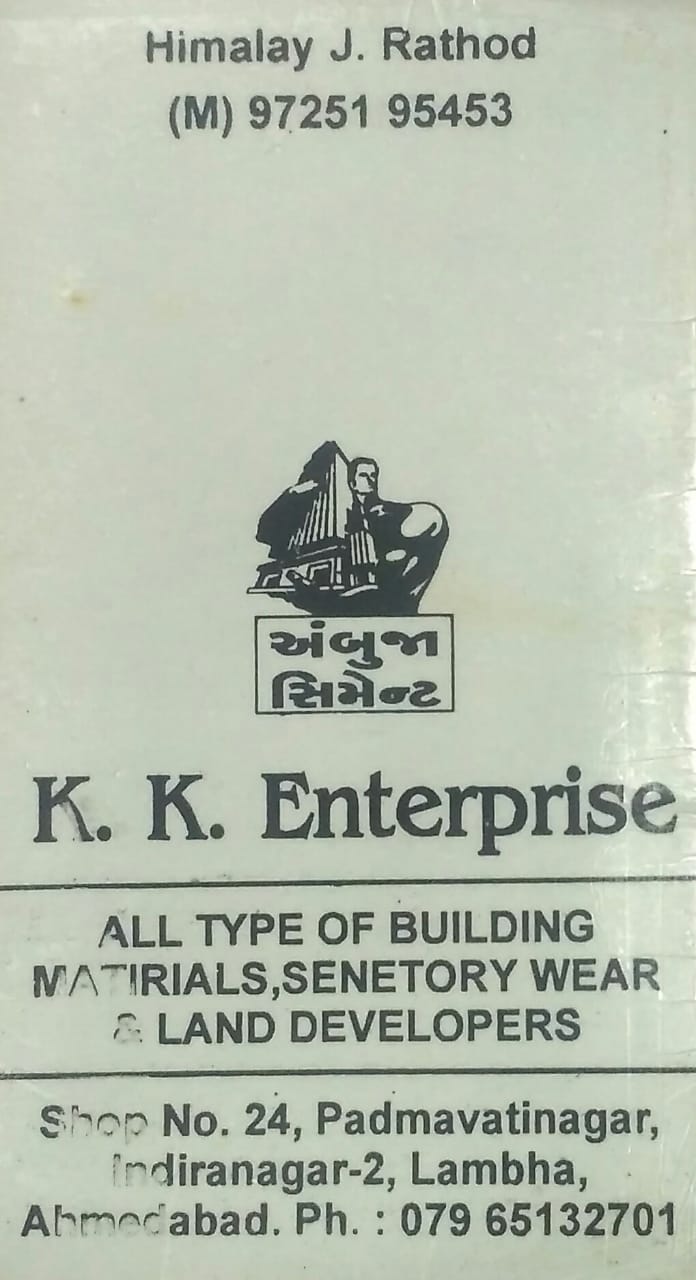 Himalay J. Rathod
(M) 97251 95453
અંબુજા
સિમેન્ટ
K. K. Enterprise
ALL TYPE OF BUILDING
MATIRIALS,SENETORY WEAR
& LAND DEVELOPERS
Shop No. 24, Padmavatinagar,
Indiranagar-2, Lambha,
Ahmedabad. Ph. : 079 65132701